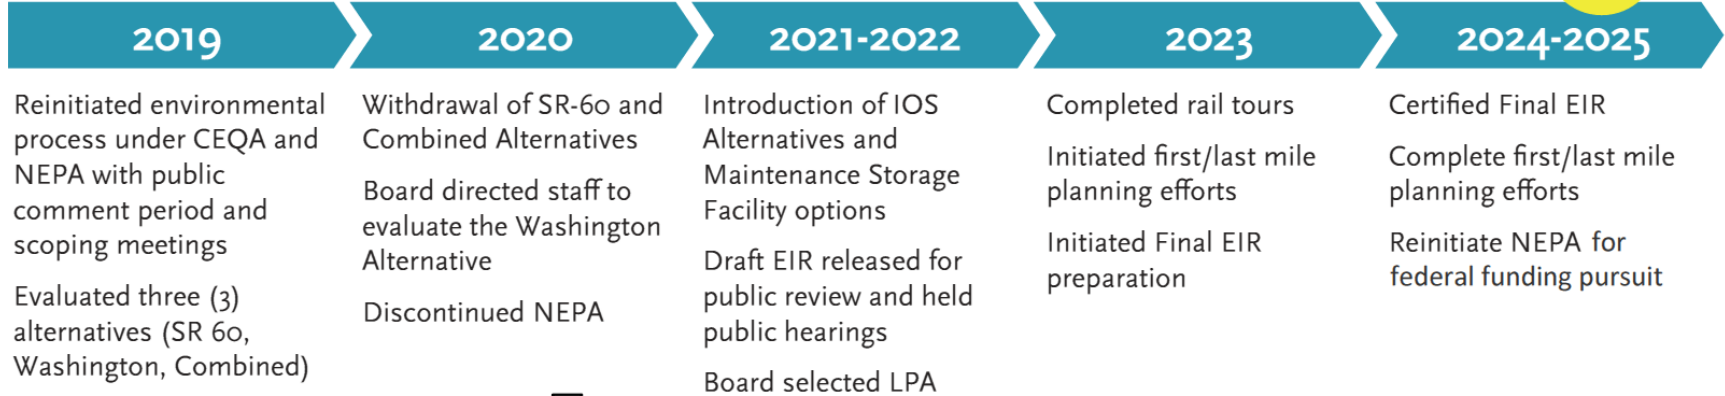 2019
Reinitiated environmental
process under CEQA and
NEPA with public
comment period and
scoping meetings
Evaluated three (3)
alternatives (SR 60,
Washington, Combined)
2020
Withdrawal of SR-60 and
Combined Alternatives
Board directed staff to
evaluate the Washington
Alternative
Discontinued NEPA
2021-2022
Introduction of IOS
Alternatives and
Maintenance Storage
Facility options
Draft EIR released for
public review and held
public hearings
Board selected LPA
2023
Completed rail tours
Initiated first/last mile
planning efforts
Initiated Final EIR
preparation
2024-2025
Certified Final EIR
Complete first/last mile
planning efforts
Reinitiate NEPA for
federal funding pursuit